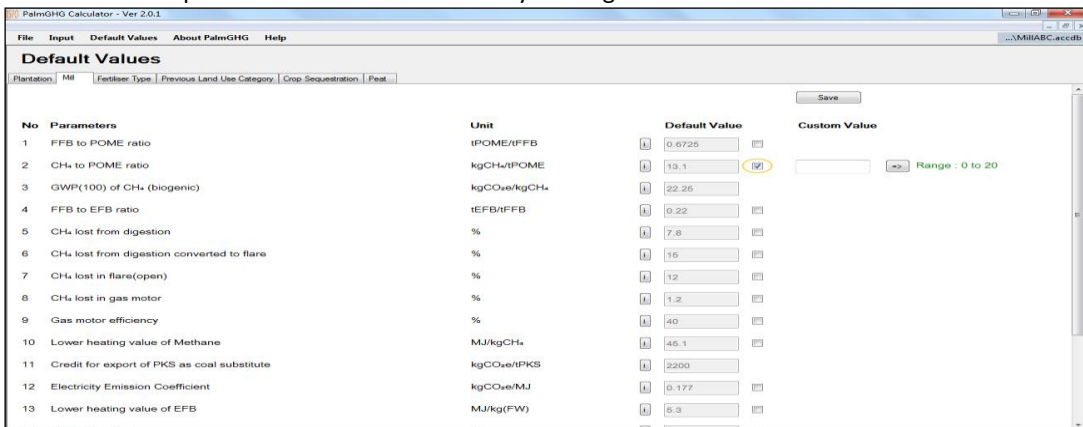 PalmGHG Calculator - Ver 2.0.1
File Input Default Values About PalmGHG Help ...\MillABC.accdb
Default Values
Plantation Mill Fertiliser Type Previous Land Use Category Crop Sequestration Peat
Save
No Parameters Unit Default Value Custom Value
1 FFB to POME ratio tPOME/tFFB i 0.6725
2 CH₄ to POME ratio kgCH₄/tPOME i 13.1 => Range : 0 to 20
3 GWP(100) of CH₄ (biogenic) kgCO₂e/kgCH₄ i 22.25
4 FFB to EFB ratio tEFB/tFFB i 0.22
5 CH₄ lost from digestion % i 7.8
6 CH₄ lost from digestion converted to flare % i 15
7 CH₄ lost in flare(open) % i 12
8 CH₄ lost in gas motor % i 1.2
9 Gas motor efficiency % i 40
10 Lower heating value of Methane MJ/kgCH₄ i 45.1
11 Credit for export of PKS as coal substitute kgCO₂e/tPKS i 2200
12 Electricity Emission Coefficient kgCO₂e/MJ i 0.177
13 Lower heating value of EFB MJ/kg(FW) i 5.3